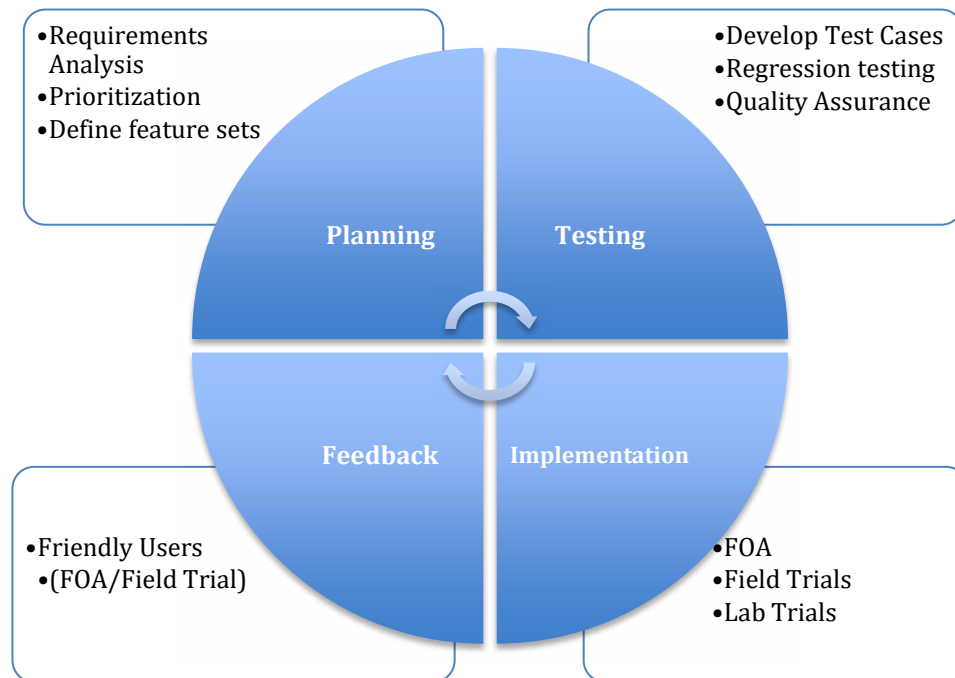 •Requirements
Analysis
•Prioritization
•Define feature sets
•Develop Test Cases
•Regression testing
•Quality Assurance
Planning
Testing
Feedback
Implementation
•Friendly Users
•(FOA/Field Trial)
•FOA
•Field Trials
•Lab Trials